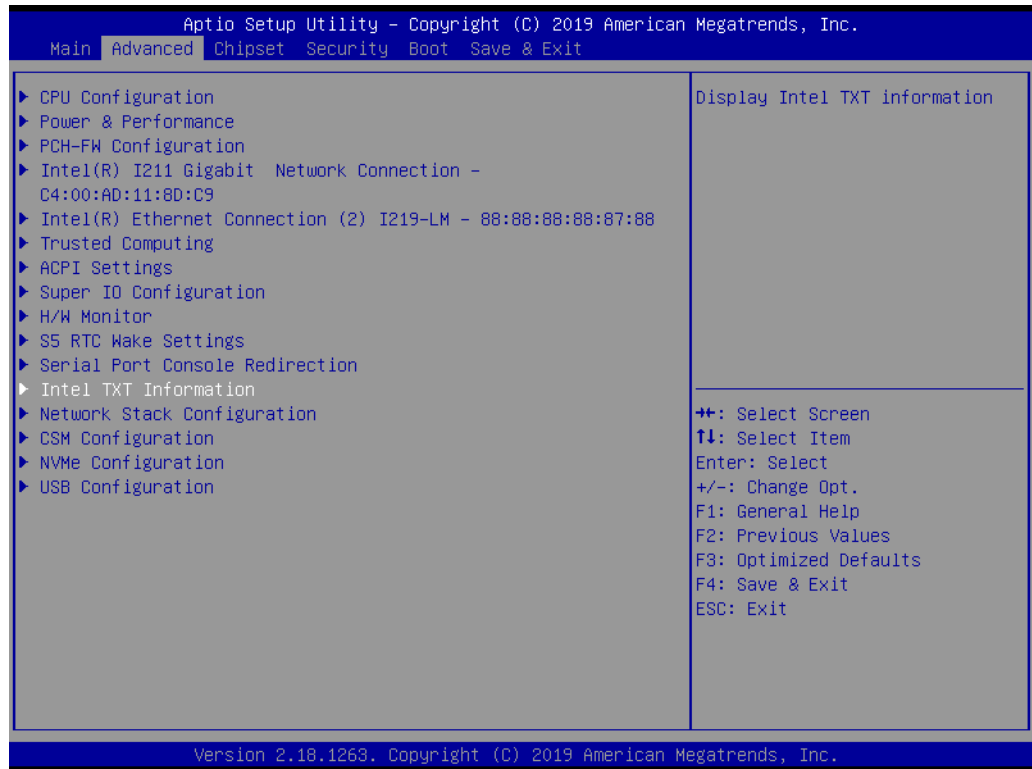 Aptio Setup Utility – Copyright (C) 2019 American Megatrends, Inc.
Main Advanced Chipset Security Boot Save & Exit
▶ CPU Configuration
▶ Power & Performance
▶ PCH-FW Configuration
▶ Intel(R) I211 Gigabit  Network Connection –
C4:00:AD:11:8D:C9
▶ Intel(R) Ethernet Connection (2) I219-LM – 88:88:88:88:87:88
▶ Trusted Computing
▶ ACPI Settings
▶ Super IO Configuration
▶ H/W Monitor
▶ S5 RTC Wake Settings
▶ Serial Port Console Redirection
▶ Intel TXT Information
▶ Network Stack Configuration
▶ CSM Configuration
▶ NVMe Configuration
▶ USB Configuration
Display Intel TXT information
→←: Select Screen
↑↓: Select Item
Enter: Select
+/-: Change Opt.
F1: General Help
F2: Previous Values
F3: Optimized Defaults
F4: Save & Exit
ESC: Exit
Version 2.18.1263. Copyright (C) 2019 American Megatrends, Inc.